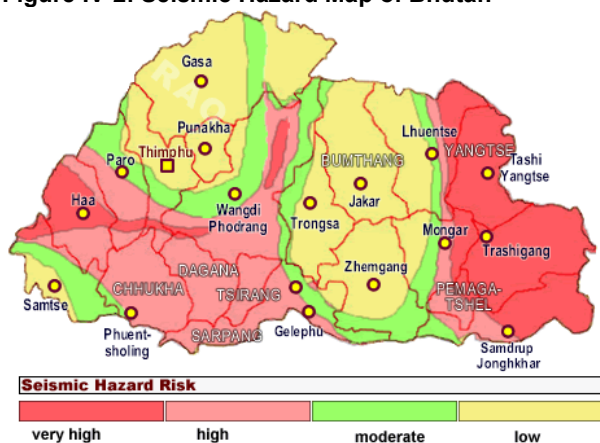 Figure IV-2: Seismic Hazard Map of Bhutan
Gasa
Punakha
Thimphu
Paro
Haa
Wangdi
Phodrang
Lhuentse
YANGTSE
Tashi
Yangtse
BUMTHANG
Jakar
Trongsa
Mongar
Trashigang
Zhemgang
DAGANA
CHHUKHA
TSIRANG
PEMAGA-
TSHEL
Samtse
Phuent-
sholing
SARPANG
Gelephu
Samdrup
Jonghkhar
Seismic Hazard Risk
very high
high
moderate
low